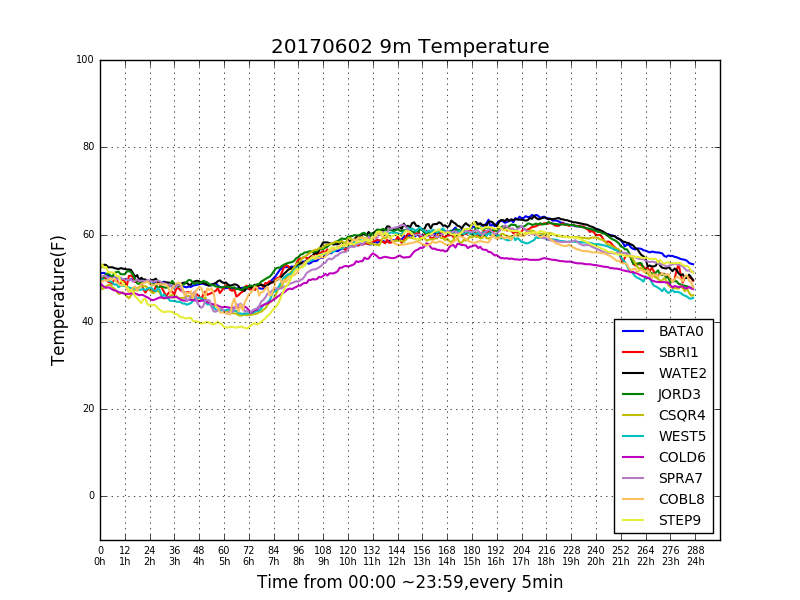 20170602 9m Temperature
100
80
60
40
20
0
Temperature(F)
BATA0
SBRI1
WATE2
JORD3
CSQR4
WEST5
COLD6
SPRA7
COBL8
STEP9
0 12 24 36 48 60 72 84 96 108 120 132 144 156 168 180 192 204 216 228 240 252 264 276 288
0h 1h 2h 3h 4h 5h 6h 7h 8h 9h 10h 11h 12h 13h 14h 15h 16h 17h 18h 19h 20h 21h 22h 23h 24h
Time from 00:00 ~23:59,every 5min